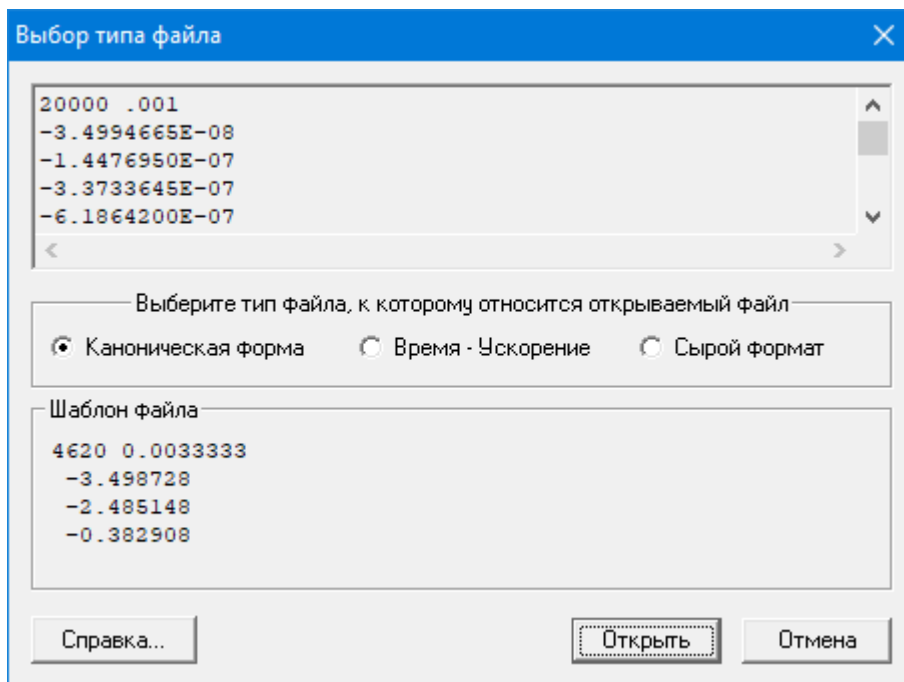 Выбор типа файла
20000 .001
-3.4994665E-08
-1.4476950E-07
-3.3733645E-07
-6.1864200E-07
Выберите тип файла, к которому относится открываемый файл
Каноническая форма Время - Ускорение Сырой формат
Шаблон файла
4620 0.0033333
-3.498728
-2.485148
-0.382908
Справка... Открыть Отмена